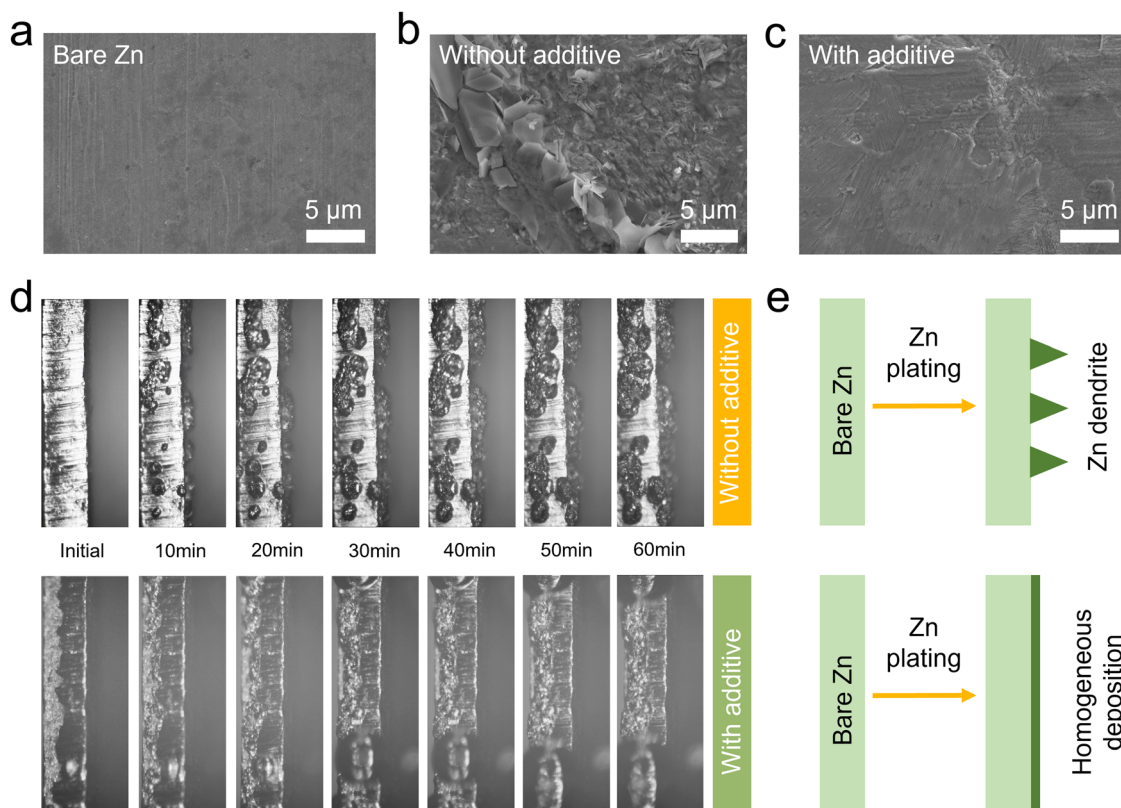 a
Bare Zn
5 μm
b
Without additive
5 μm
c
With additive
5 μm
d
Without additive
Initial
10min
20min
30min
40min
50min
60min
With additive
e
Bare Zn
Zn
plating
Zn dendrite
Bare Zn
Zn
plating
Homogeneous
deposition